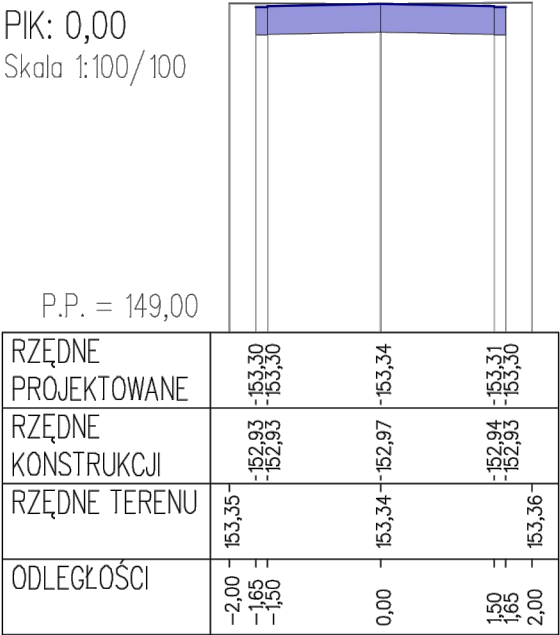 PIK: 0,00
Skala 1:100/100
P.P. = 149,00
RZĘDNE
PROJEKTOWANE
153,30
153,30
153,34
153,31
153,30
RZĘDNE
KONSTRUKCJI
152,93
152,93
152,97
152,94
152,93
RZĘDNE TERENU
153,35
153,34
153,36
ODLEGŁOŚCI
-2,00
-1,65
-1,50
0,00
1,50
1,65
2,00